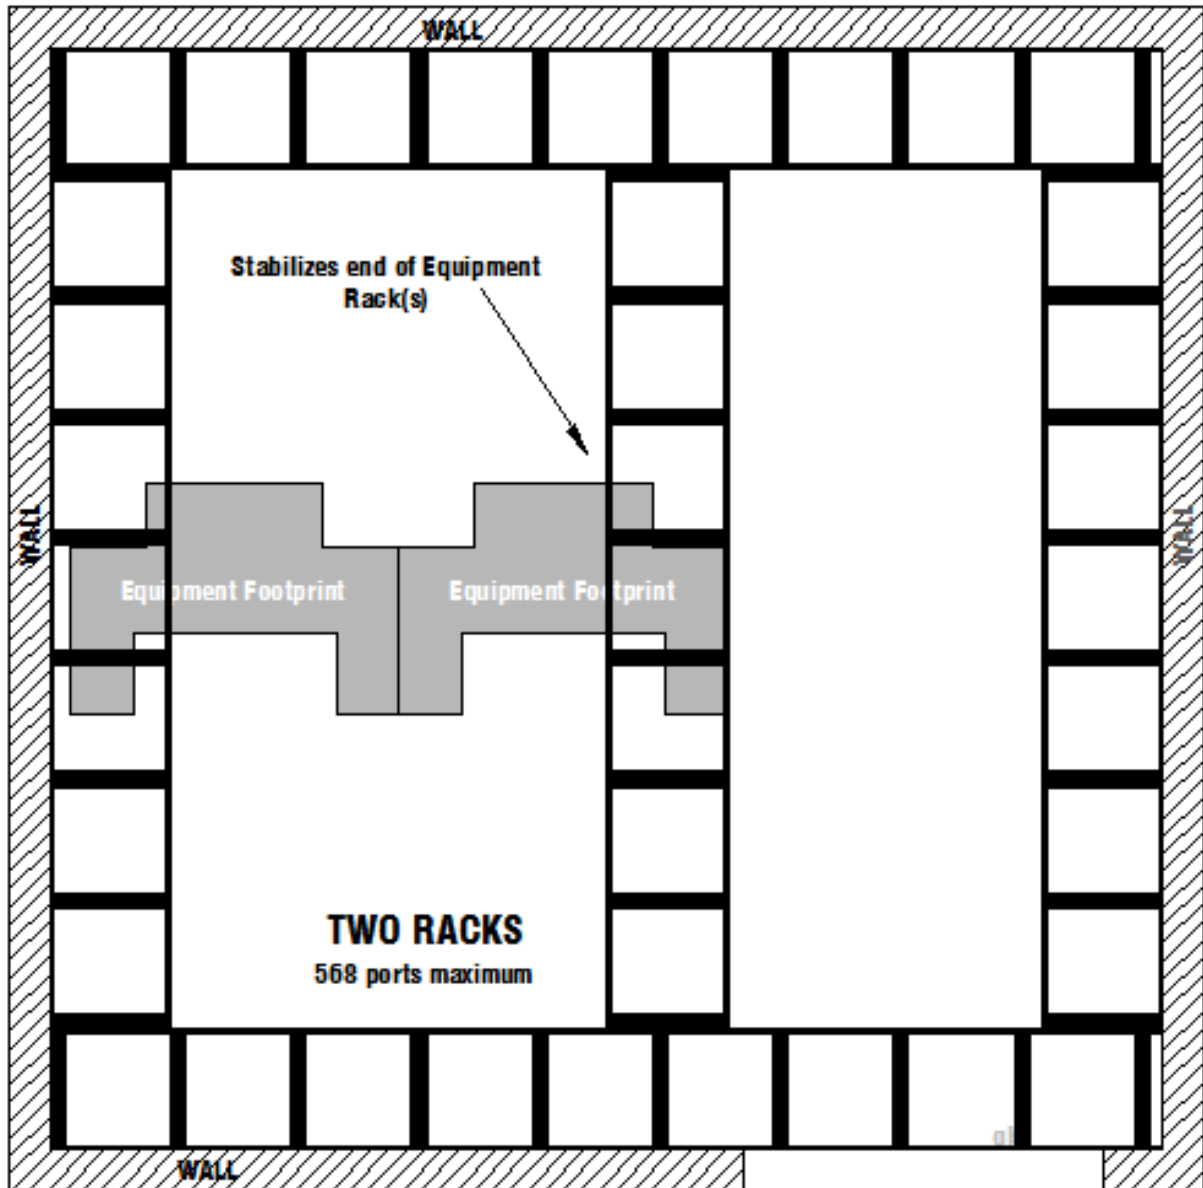 WALL
Stabilizes end of Equipment
Rack(s)
WALL
WALL
Equipment Footprint
Equipment Footprint
TWO RACKS
568 ports maximum
WALL